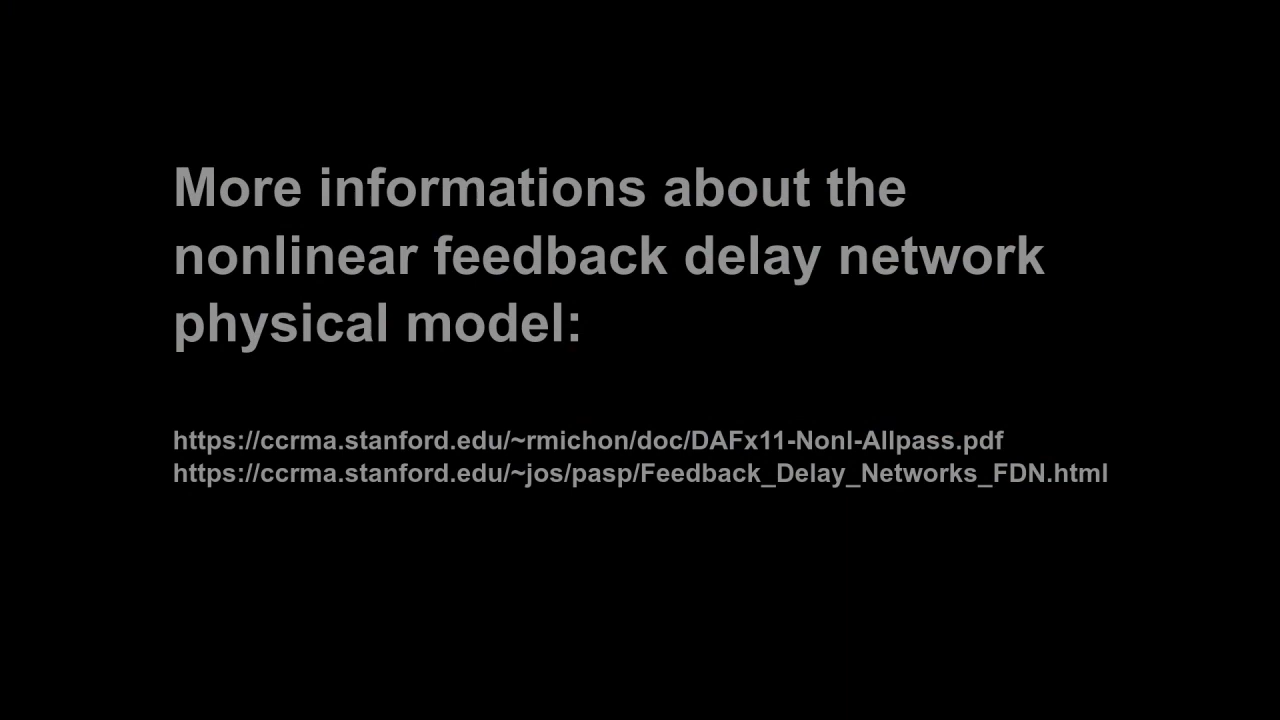 More informations about the
nonlinear feedback delay network
physical model:
https://ccrma.stanford.edu/~rmichon/doc/DAFx11-Nonl-Allpass.pdf
https://ccrma.stanford.edu/~jos/pasp/Feedback_Delay_Networks_FDN.html